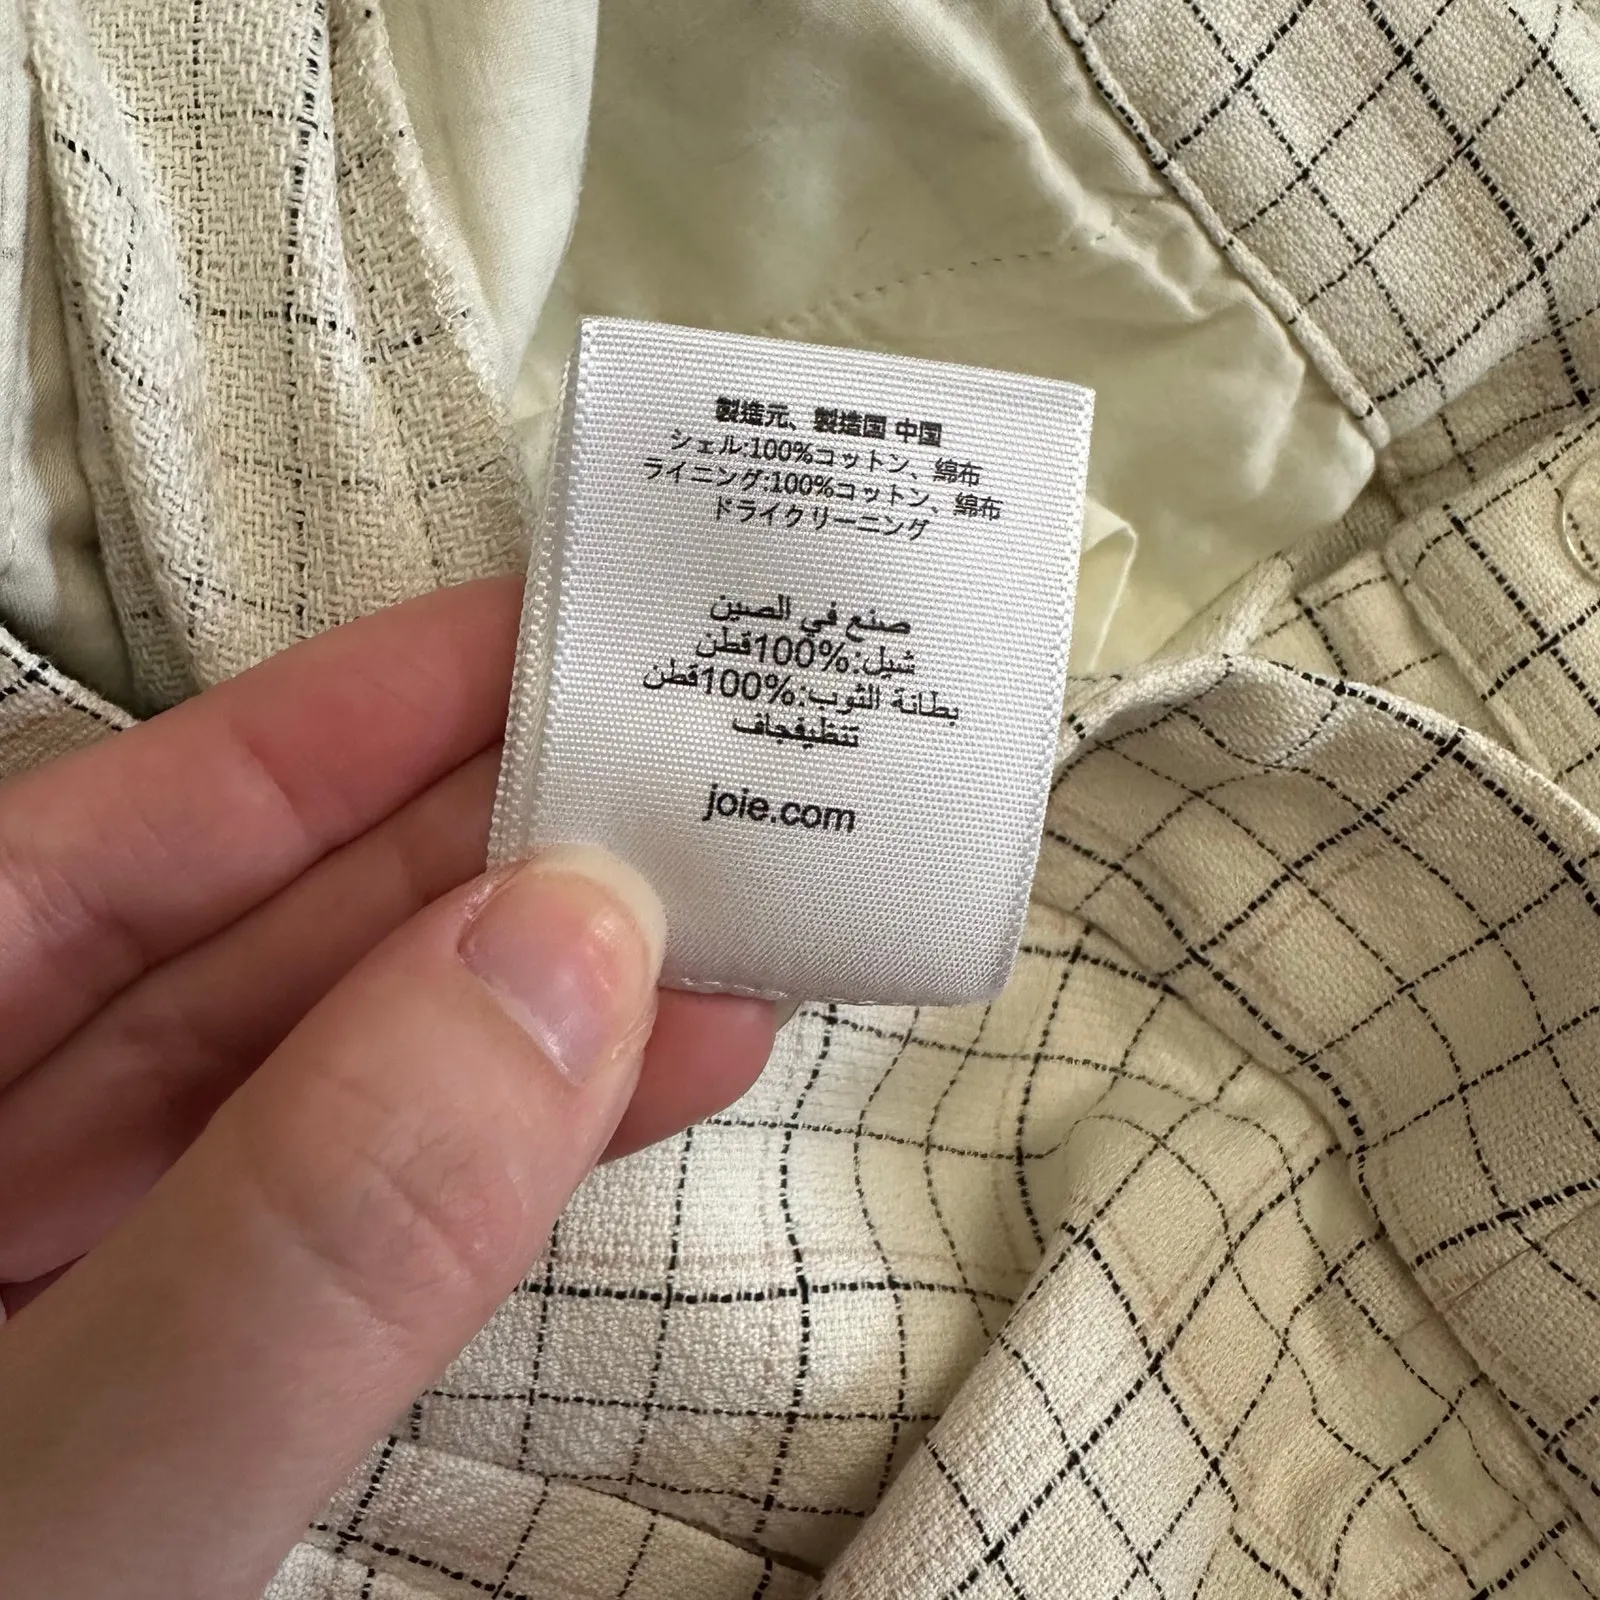 製造元、製造国 中国
シェル:100%コットン、綿布
ライニング:100%コットン、綿布
ドライクリーニング
صنع في الصين
شيل:100%قطن
بطانة الثوب:100%قطن
تنظيفجاف
joie.com